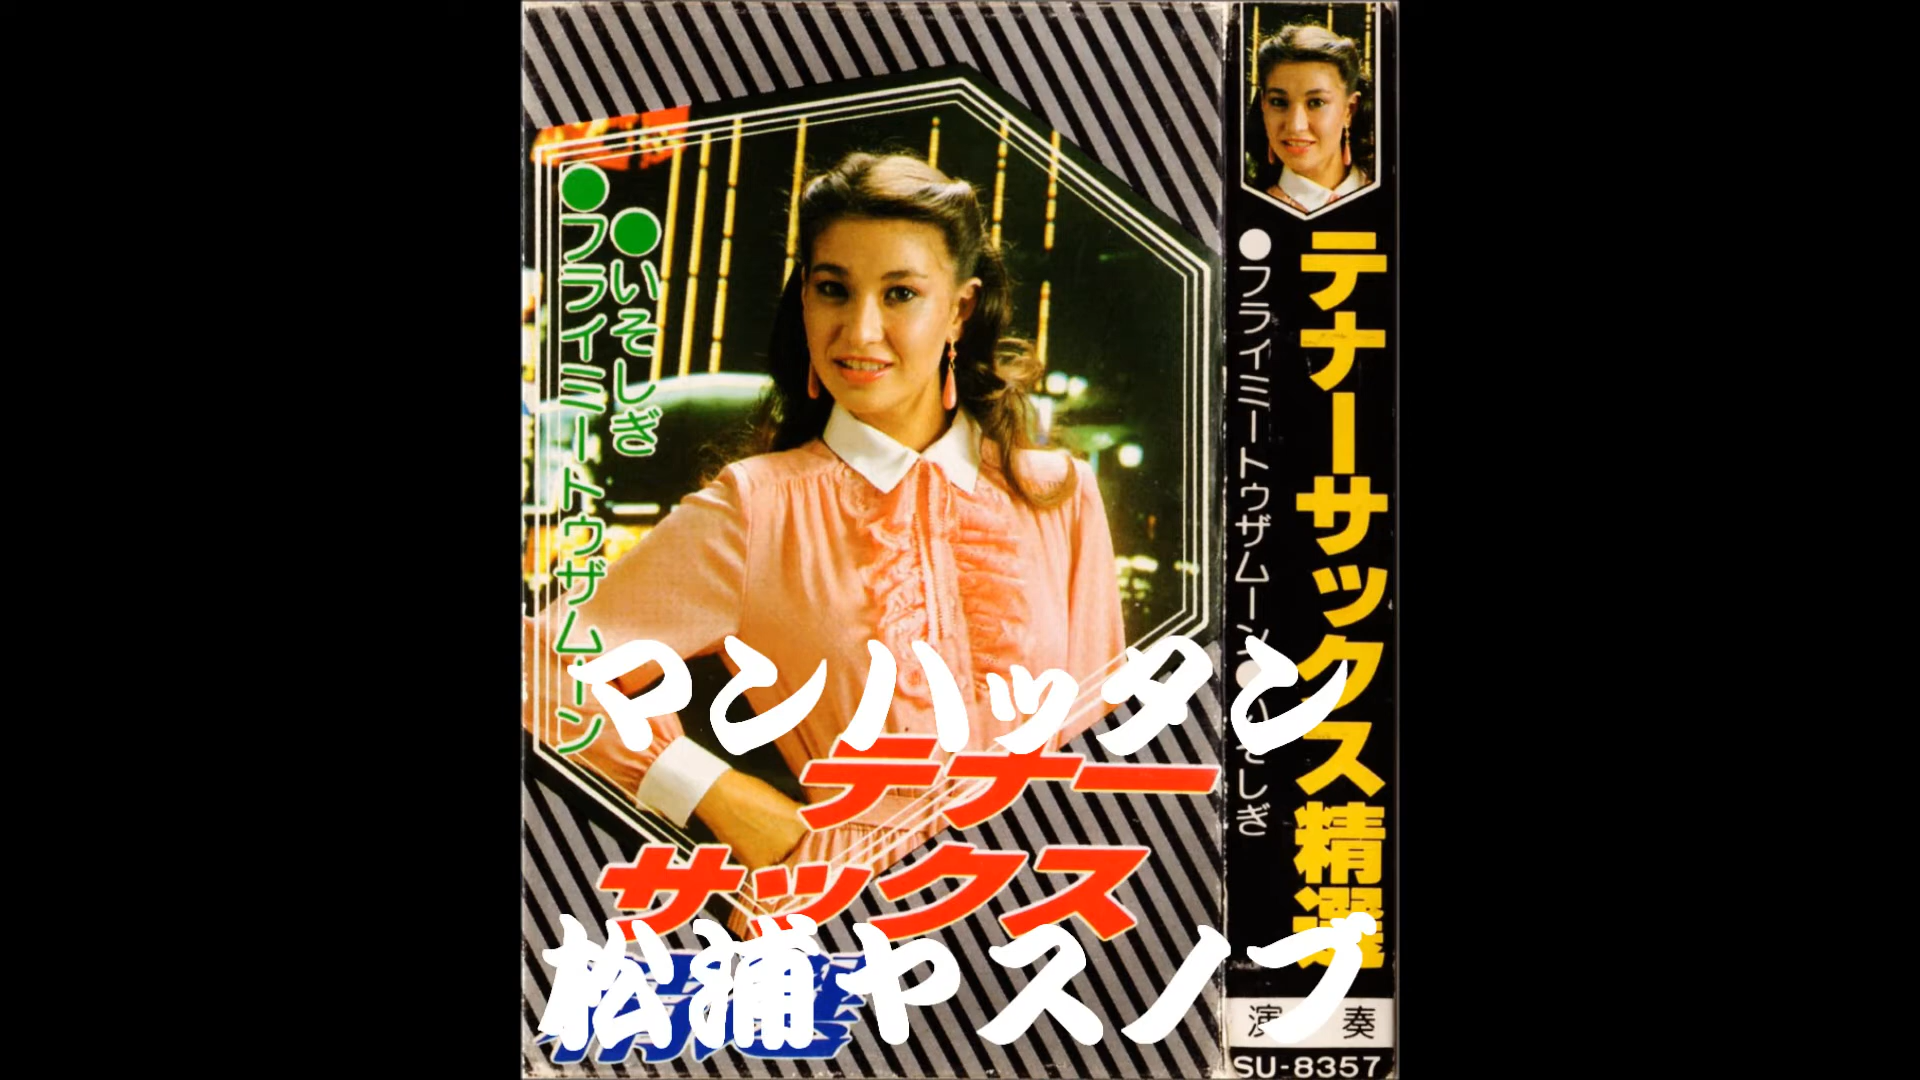 ●いそしぎ
●フライミートゥザムーン
マンハッタン
テナー
サックス
精選
松浦ヤスノブ
テナーサックス精選
●フライミートゥザムーン●いそしぎ
演奏
SU-8357